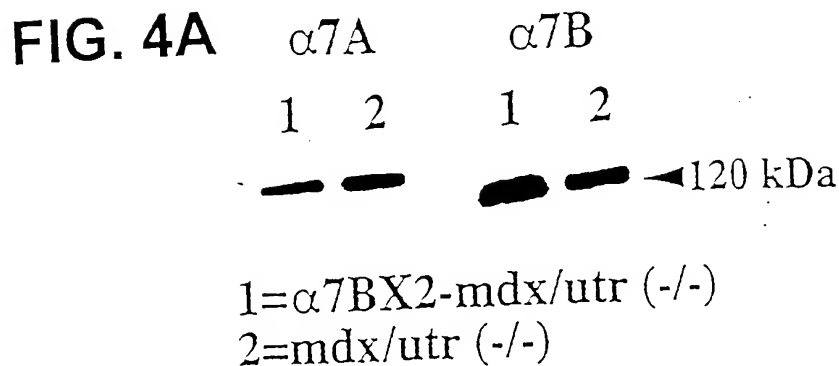 FIG. 4A α7A α7B
1 2 1 2
120 kDa
1=α7BX2-mdx/utr (-/-)
2=mdx/utr (-/-)